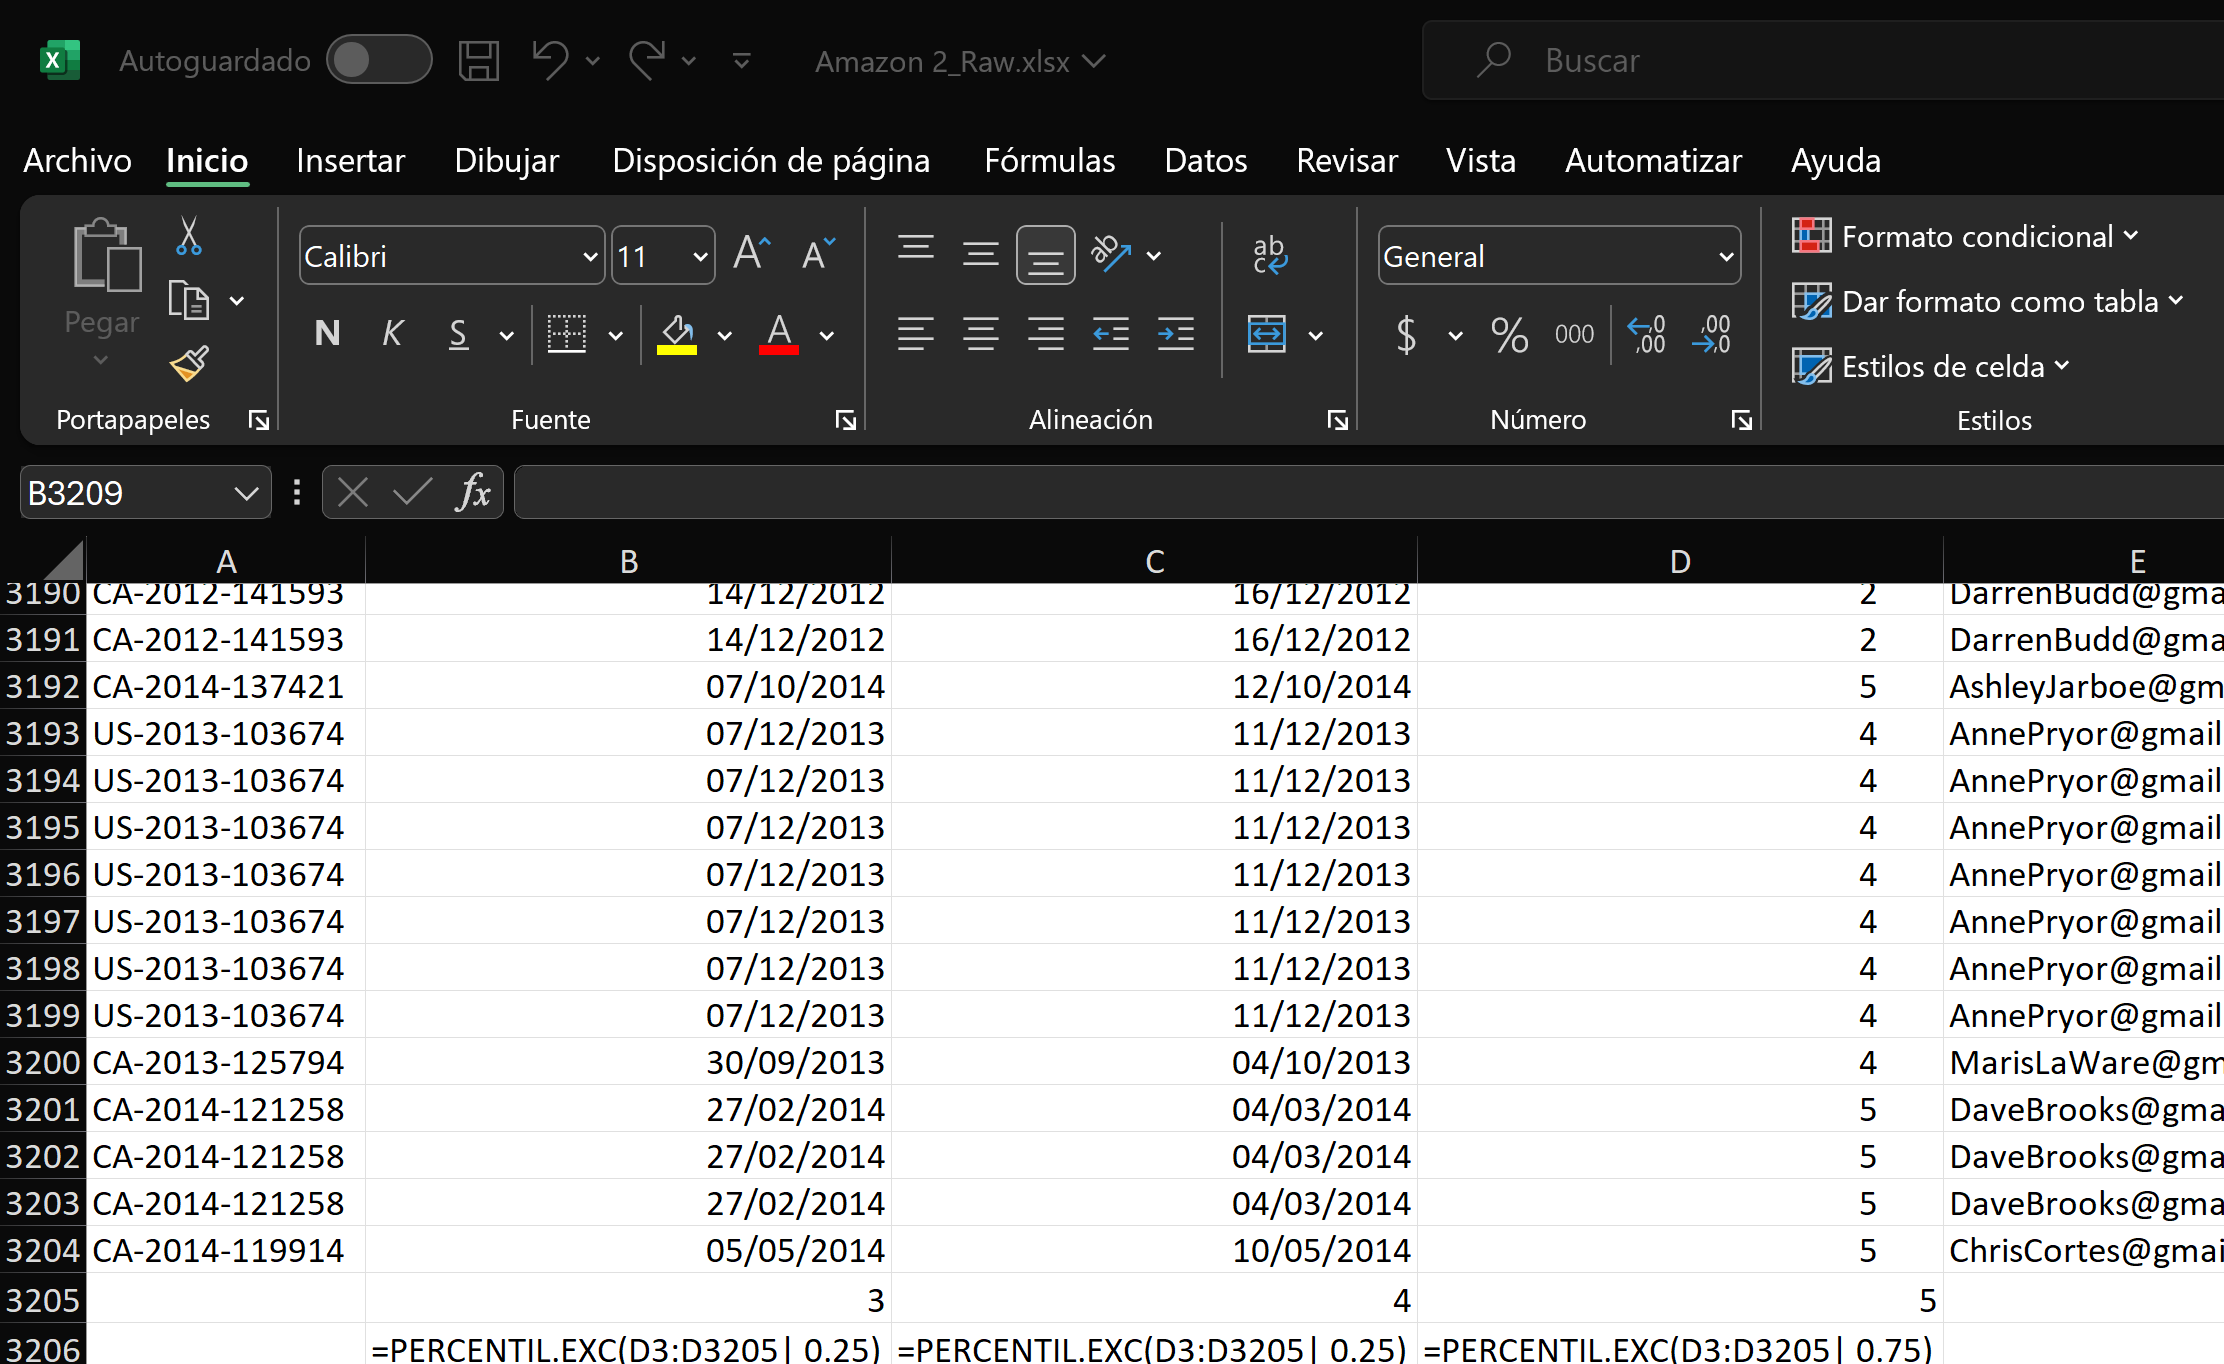 Autoguardado Amazon 2_Raw.xlsx Buscar
Archivo Inicio Insertar Dibujar Disposición de página Fórmulas Datos Revisar Vista Automatizar Ayuda
Pegar
Portapapeles
Calibri 11
N K S
Fuente
Alineación
General
$ % 000
Número
Formato condicional
Dar formato como tabla
Estilos de celda
Estilos
B3209 fx
A B C D E
3190 CA-2012-141593 14/12/2012 16/12/2012 2 DarrenBudd@gma
3191 CA-2012-141593 14/12/2012 16/12/2012 2 DarrenBudd@gma
3192 CA-2014-137421 07/10/2014 12/10/2014 5 AshleyJarboe@gm
3193 US-2013-103674 07/12/2013 11/12/2013 4 AnnePryor@gmail
3194 US-2013-103674 07/12/2013 11/12/2013 4 AnnePryor@gmail
3195 US-2013-103674 07/12/2013 11/12/2013 4 AnnePryor@gmail
3196 US-2013-103674 07/12/2013 11/12/2013 4 AnnePryor@gmail
3197 US-2013-103674 07/12/2013 11/12/2013 4 AnnePryor@gmail
3198 US-2013-103674 07/12/2013 11/12/2013 4 AnnePryor@gmail
3199 US-2013-103674 07/12/2013 11/12/2013 4 AnnePryor@gmail
3200 CA-2013-125794 30/09/2013 04/10/2013 4 MarisLaWare@gm
3201 CA-2014-121258 27/02/2014 04/03/2014 5 DaveBrooks@gma
3202 CA-2014-121258 27/02/2014 04/03/2014 5 DaveBrooks@gma
3203 CA-2014-121258 27/02/2014 04/03/2014 5 DaveBrooks@gma
3204 CA-2014-119914 05/05/2014 10/05/2014 5 ChrisCortes@gmai
3205 3 4 5
3206 =PERCENTIL.EXC(D3:D3205| 0.25) =PERCENTIL.EXC(D3:D3205| 0.25) =PERCENTIL.EXC(D3:D3205| 0.75)